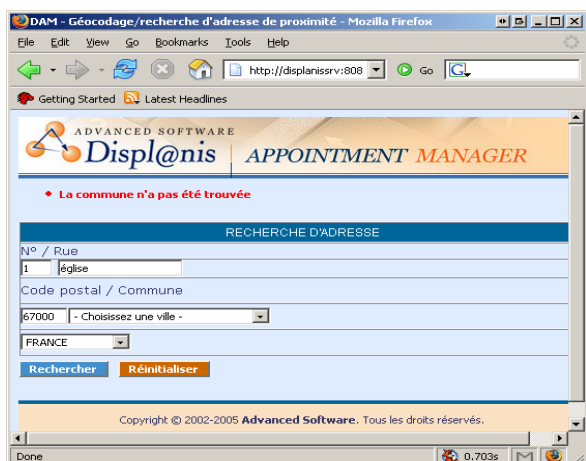 DAM - Géocodage/recherche d'adresse de proximité - Mozilla Firefox
File Edit View Go Bookmarks Tools Help
http://displanissrv:808 Go G
Getting Started Latest Headlines
ADVANCED SOFTWARE
Displ@nis APPOINTMENT MANAGER
La commune n'a pas été trouvée
RECHERCHE D'ADRESSE
N° / Rue
1 église
Code postal / Commune
67000 - Choisissez une ville -
FRANCE
Rechercher Réinitialiser
Copyright © 2002-2005 Advanced Software. Tous les droits réservés.
Done 0.703s